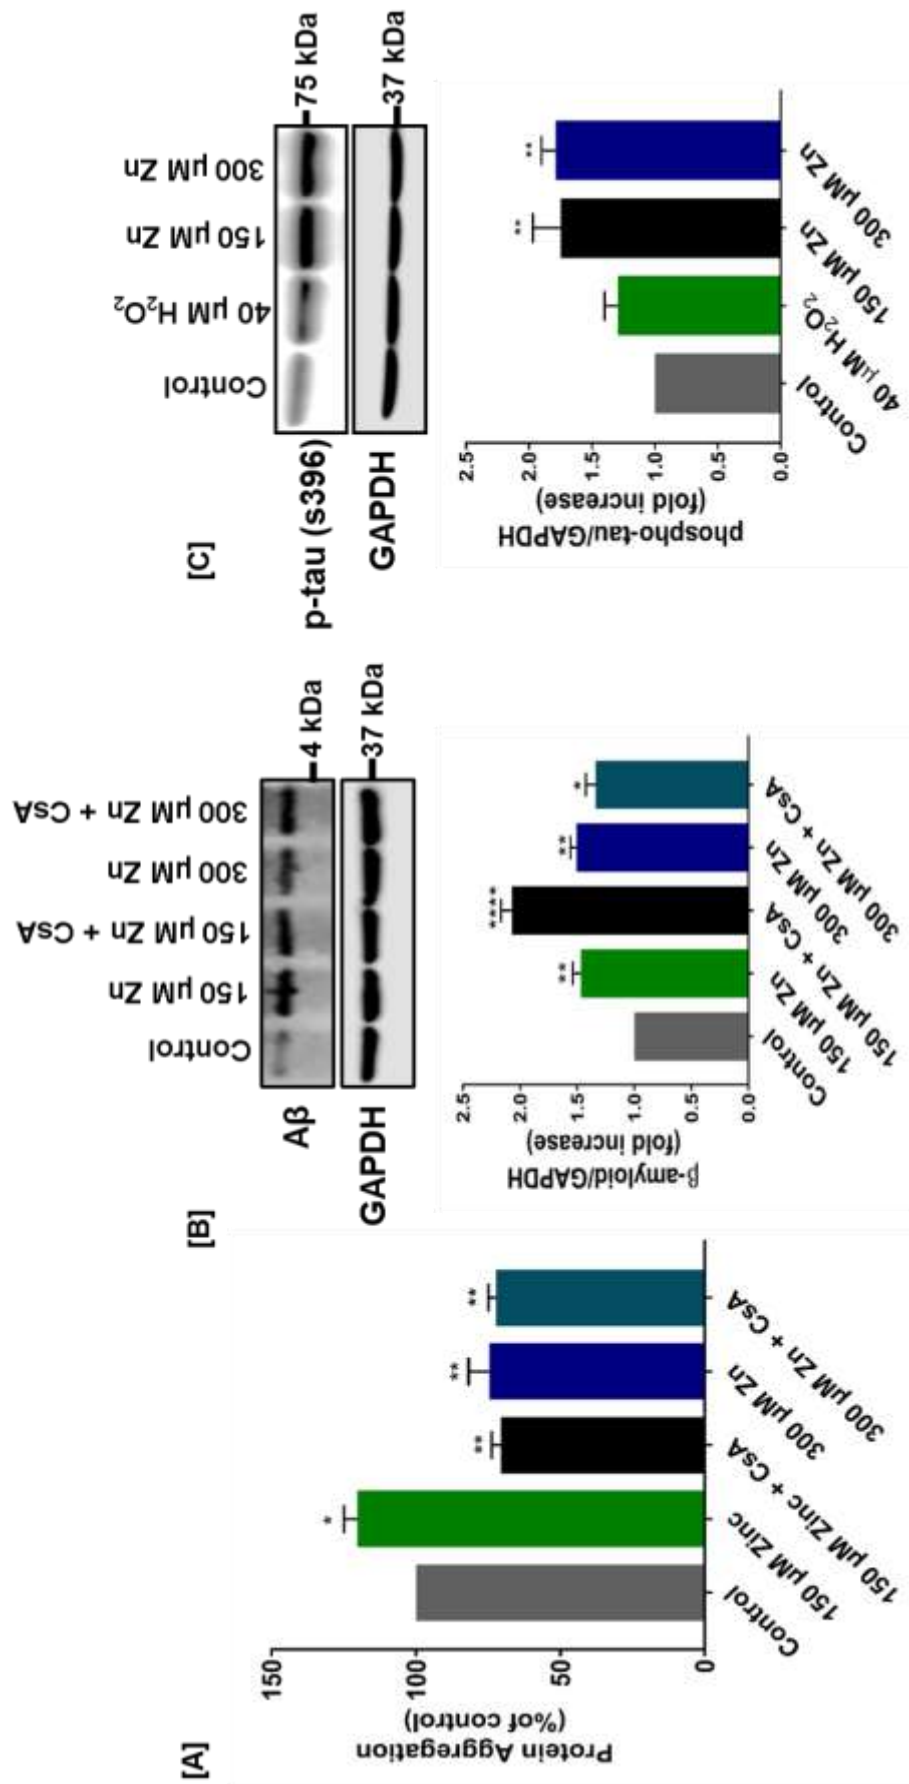 [A]
Protein Aggregation
(%of control)
150
100
50
0
*
**
**
**
Control
150 µM Zinc
150 µM Zinc + CsA
300 µM Zn
300 µM Zn + CsA
[B]
Control
150 µM Zn
150 µM Zn + CsA
300 µM Zn
300 µM Zn + CsA
Aβ
4 kDa
GAPDH
37 kDa
β-amyloid/GAPDH
(fold increase)
2.5
2.0
1.5
1.0
0.5
0.0
**
****
**
*
Control
150 µM Zn
150 µM Zn + CsA
300 µM Zn
300 µM Zn + CsA
[C]
Control
40 µM H₂O₂
150 µM Zn
300 µM Zn
p-tau (s396)
75 kDa
GAPDH
37 kDa
phospho-tau/GAPDH
(fold increase)
2.5
2.0
1.5
1.0
0.5
0.0
**
**
Control
40 µM H₂O₂
150 µM Zn
300 µM Zn